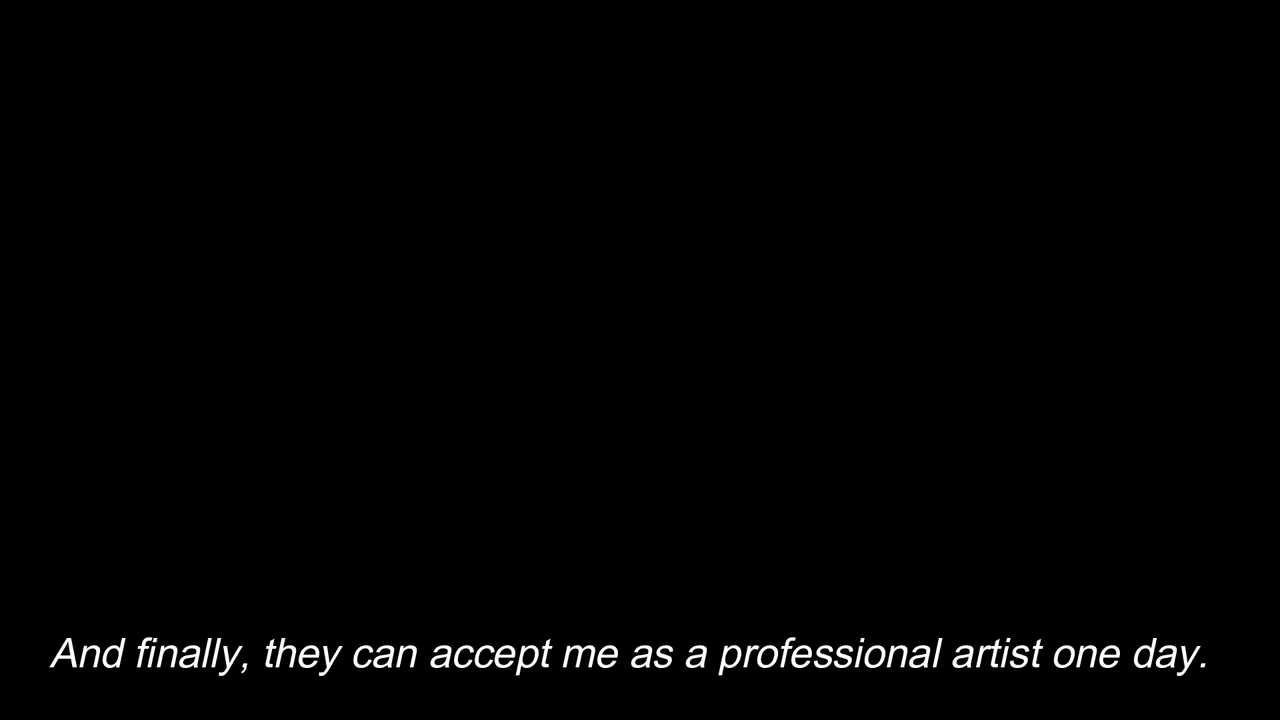 And finally, they can accept me as a professional artist one day.